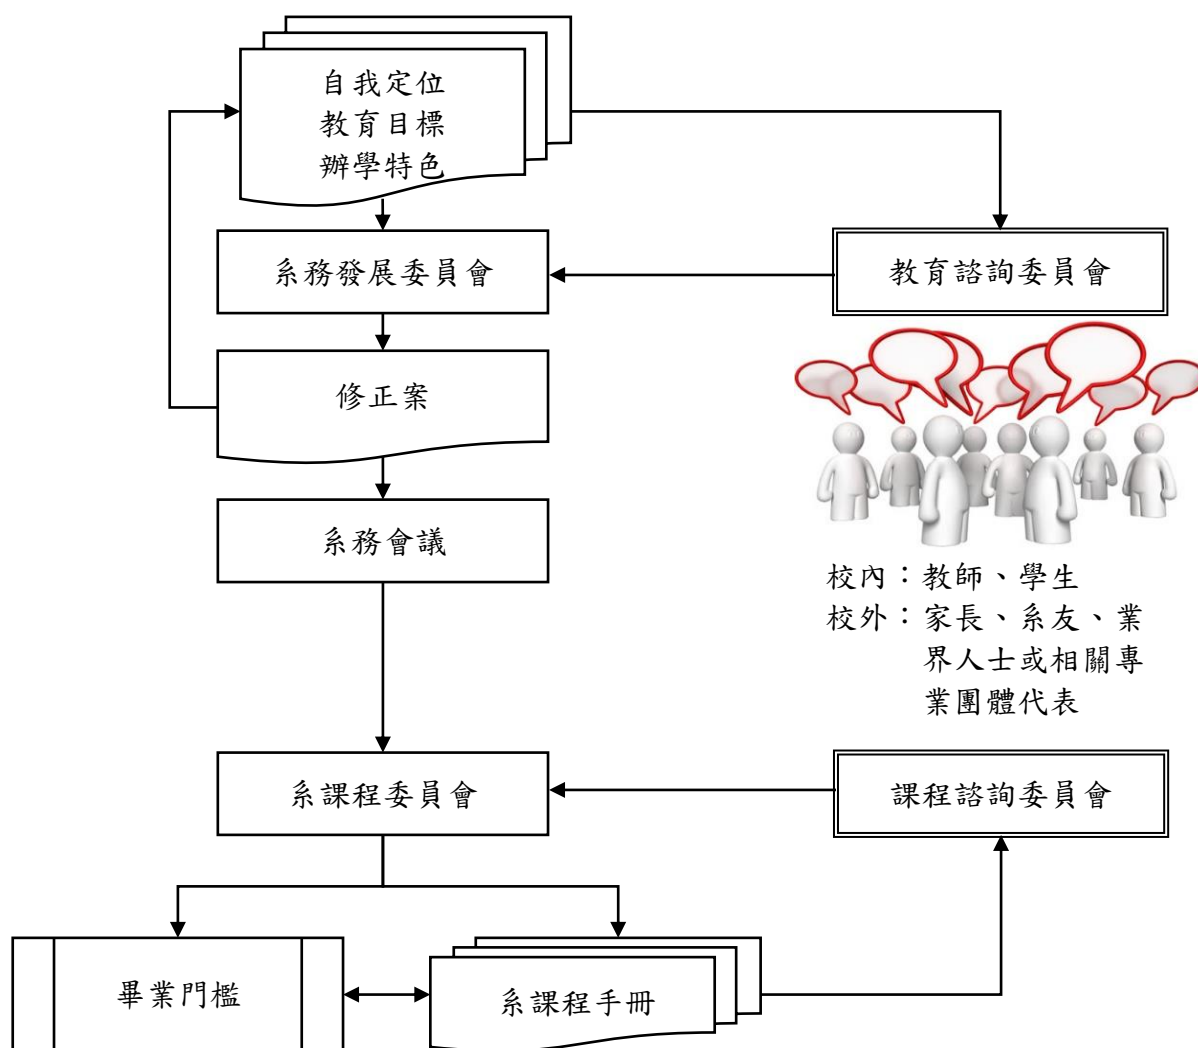 自我定位
教育目標
辦學特色
系務發展委員會
教育諮詢委員會
修正案
系務會議
校內：教師、學生
校外：家長、系友、業
界人士或相關專
業團體代表
系課程委員會
課程諮詢委員會
畢業門檻
系課程手冊